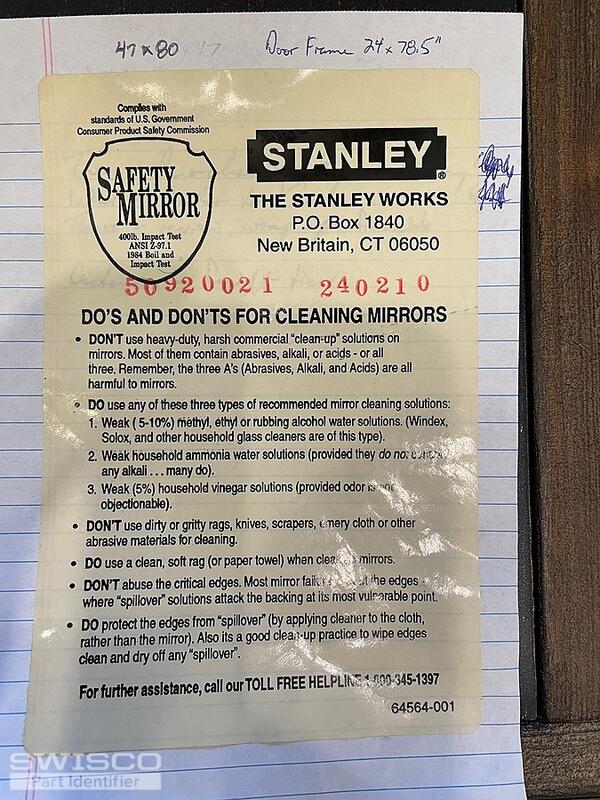 47 x 80 x 47
Door Frame 24 x 78.5"
Complies with
standards of U.S. Government
Consumer Product Safety Commission
SAFETY
MIRROR
400lb. Impact Test
ANSI Z-97.1
1984 Boil and
Impact Test
STANLEY®
THE STANLEY WORKS
P.O. Box 1840
New Britain, CT 06050
50920021 240210
DO'S AND DON'TS FOR CLEANING MIRRORS
• DON'T use heavy-duty, harsh commercial "clean-up" solutions on
mirrors. Most of them contain abrasives, alkali, or acids - or all
three. Remember, the three A's (Abrasives, Alkali, and Acids) are all
harmful to mirrors.
• DO use any of these three types of recommended mirror cleaning solutions:
1. Weak ( 5-10%) methyl, ethyl or rubbing alcohol water solutions. (Windex,
Solox, and other household glass cleaners are of this type).
2. Weak household ammonia water solutions (provided they do not contain
any alkali . . . many do).
3. Weak (5%) household vinegar solutions (provided odor is not
objectionable).
• DON'T use dirty or gritty rags, knives, scrapers, emery cloth or other
abrasive materials for cleaning.
• DO use a clean, soft rag (or paper towel) when cleaning mirrors.
• DON'T abuse the critical edges. Most mirror failures at the edges -
where "spillover" solutions attack the backing at its most vulnerable point.
• DO protect the edges from "spillover" (by applying cleaner to the cloth,
rather than the mirror). Also its a good clean-up practice to wipe edges
clean and dry off any "spillover".
For further assistance, call our TOLL FREE HELPLINE 1-800-345-1397
64564-001
SWISCO
Part Identifier